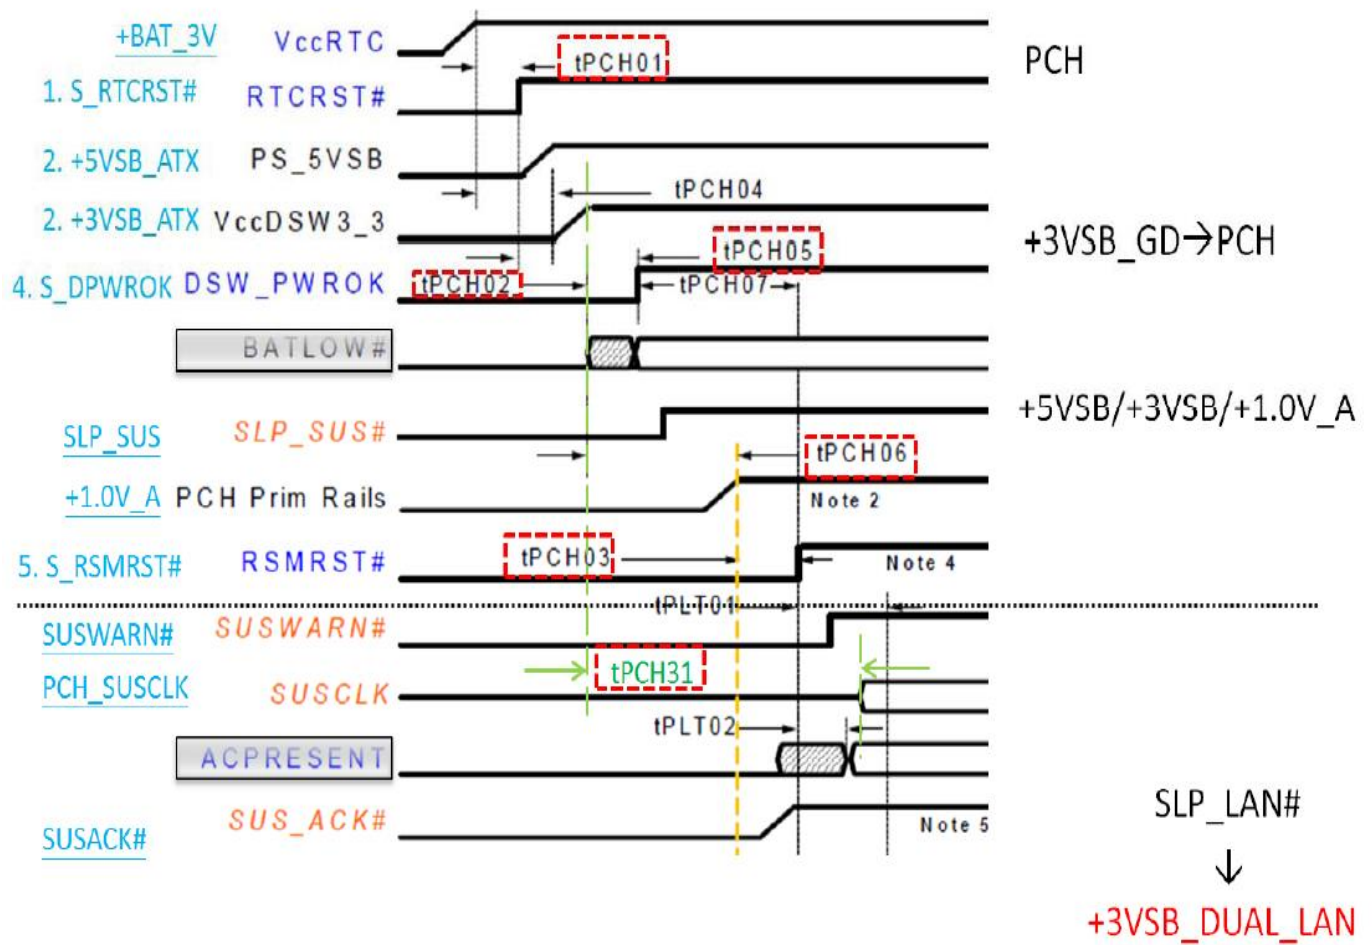 +BAT_3V VccRTC tPCH01 PCH
1. S_RTCRST# RTCRST#
2. +5VSB_ATX PS_5VSB
tPCH04
2. +3VSB_ATX VccDSW3_3
tPCH05 +3VSB_GD→PCH
4. S_DPWROK DSW_PWROK tPCH02 tPCH07
BATLOW#
+5VSB/+3VSB/+1.0V_A
SLP_SUS SLP_SUS#
tPCH06
+1.0V_A PCH Prim Rails Note 2
5. S_RSMRST# RSMRST# tPCH03 Note 4
tPLT01
SUSWARN# SUSWARN#
tPCH31
PCH_SUSCLK SUSCLK
tPLT02
ACPRESENT
SLP_LAN#
SUSACK# SUS_ACK# Note 5
↓
+3VSB_DUAL_LAN